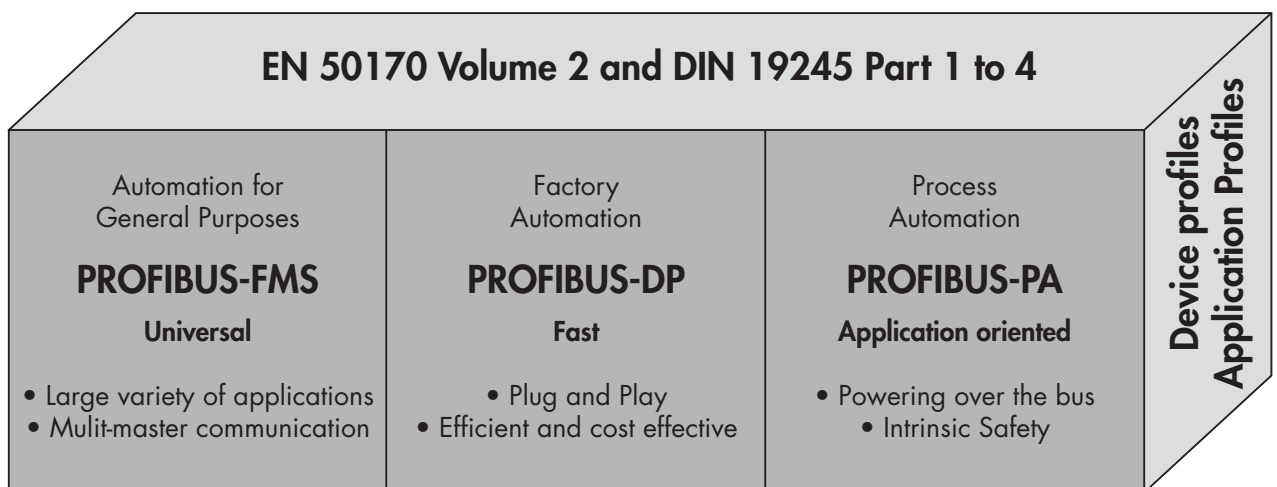 EN 50170 Volume 2 and DIN 19245 Part 1 to 4
Automation for
General Purposes
PROFIBUS-FMS
Universal
• Large variety of applications
• Mulit-master communication
Factory
Automation
PROFIBUS-DP
Fast
• Plug and Play
• Efficient and cost effective
Process
Automation
PROFIBUS-PA
Application oriented
• Powering over the bus
• Intrinsic Safety
Device profiles
Application Profiles